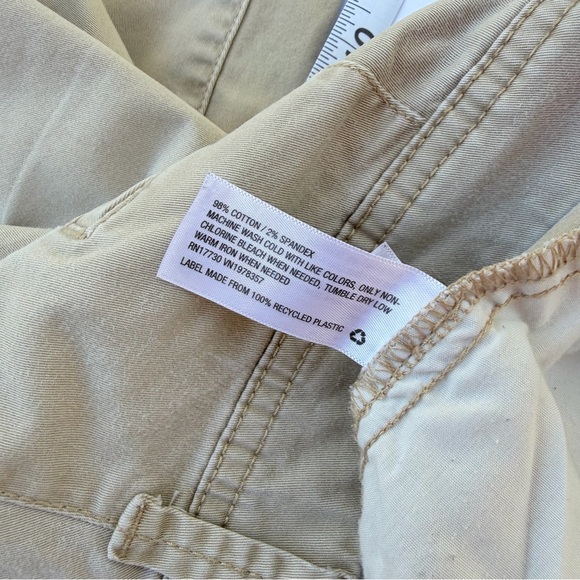 98% COTTON / 2% SPANDEX
MACHINE WASH COLD WITH LIKE COLORS, ONLY NON-
CHLORINE BLEACH WHEN NEEDED, TUMBLE DRY LOW
WARM IRON WHEN NEEDED
RN17730 VN1978357
LABEL MADE FROM 100% RECYCLED PLASTIC